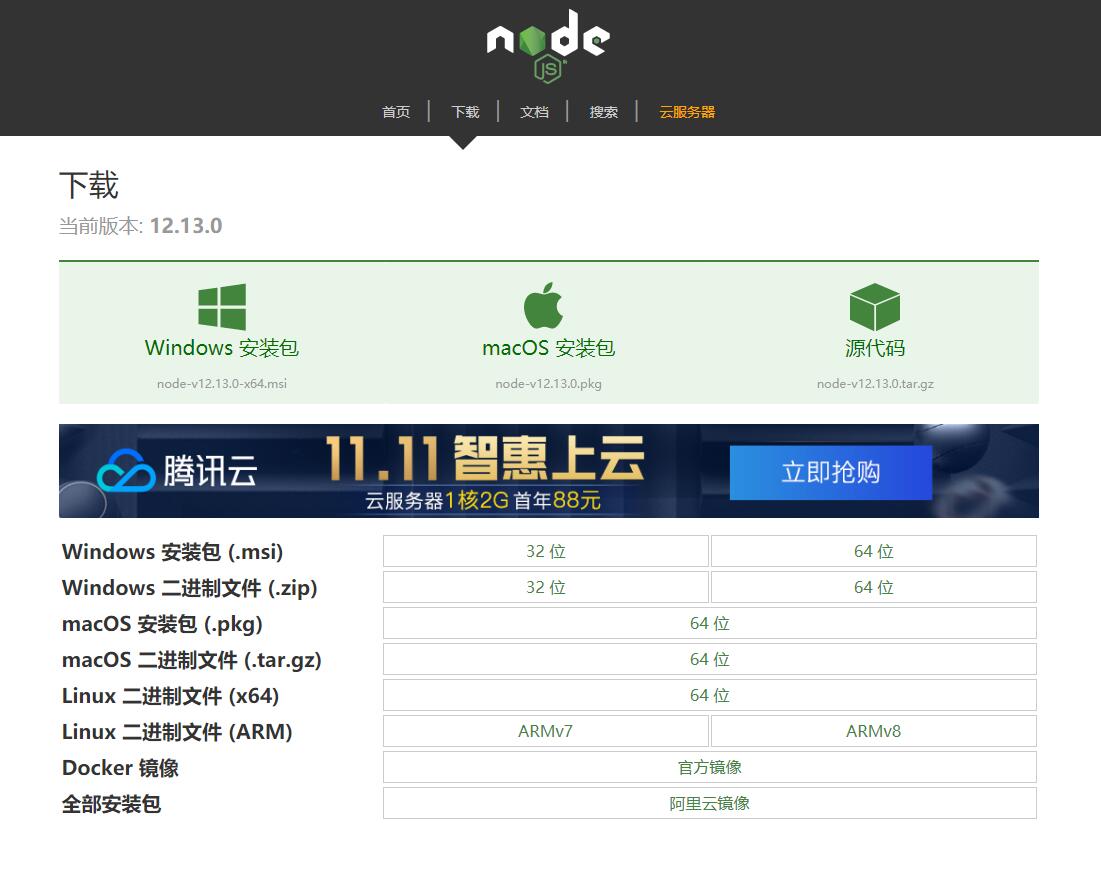 node
JS
首页 | 下载 | 文档 | 搜索 | 云服务器
下载
当前版本: 12.13.0
Windows 安装包 macOS 安装包 源代码
node-v12.13.0-x64.msi node-v12.13.0.pkg node-v12.13.0.tar.gz
腾讯云 11.11智惠上云 立即抢购
云服务器1核2G 首年88元
Windows 安装包 (.msi) 32 位 64 位
Windows 二进制文件 (.zip) 32 位 64 位
macOS 安装包 (.pkg) 64 位
macOS 二进制文件 (.tar.gz) 64 位
Linux 二进制文件 (x64) 64 位
Linux 二进制文件 (ARM) ARMv7 ARMv8
Docker 镜像 官方镜像
全部安装包 阿里云镜像